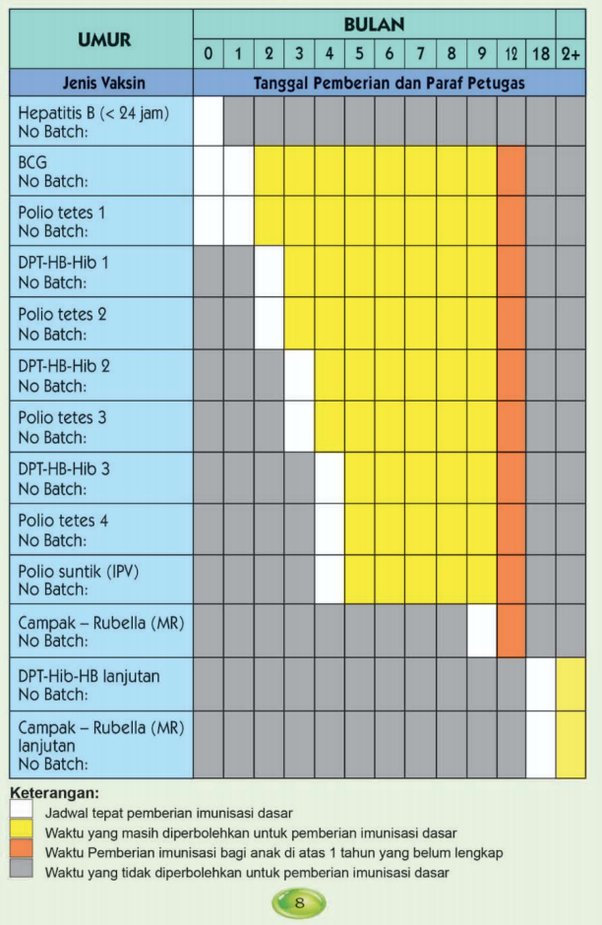 UMUR
BULAN
0 1 2 3 4 5 6 7 8 9 12 18 2+
Jenis Vaksin
Tanggal Pemberian dan Paraf Petugas
Hepatitis B (< 24 jam)
No Batch:
BCG
No Batch:
Polio tetes 1
No Batch:
DPT-HB-Hib 1
No Batch:
Polio tetes 2
No Batch:
DPT-HB-Hib 2
No Batch:
Polio tetes 3
No Batch:
DPT-HB-Hib 3
No Batch:
Polio tetes 4
No Batch:
Polio suntik (IPV)
No Batch:
Campak – Rubella (MR)
No Batch:
DPT-Hib-HB lanjutan
No Batch:
Campak – Rubella (MR)
lanjutan
No Batch:
Keterangan:
Jadwal tepat pemberian imunisasi dasar
Waktu yang masih diperbolehkan untuk pemberian imunisasi dasar
Waktu Pemberian imunisasi bagi anak di atas 1 tahun yang belum lengkap
Waktu yang tidak diperbolehkan untuk pemberian imunisasi dasar
8